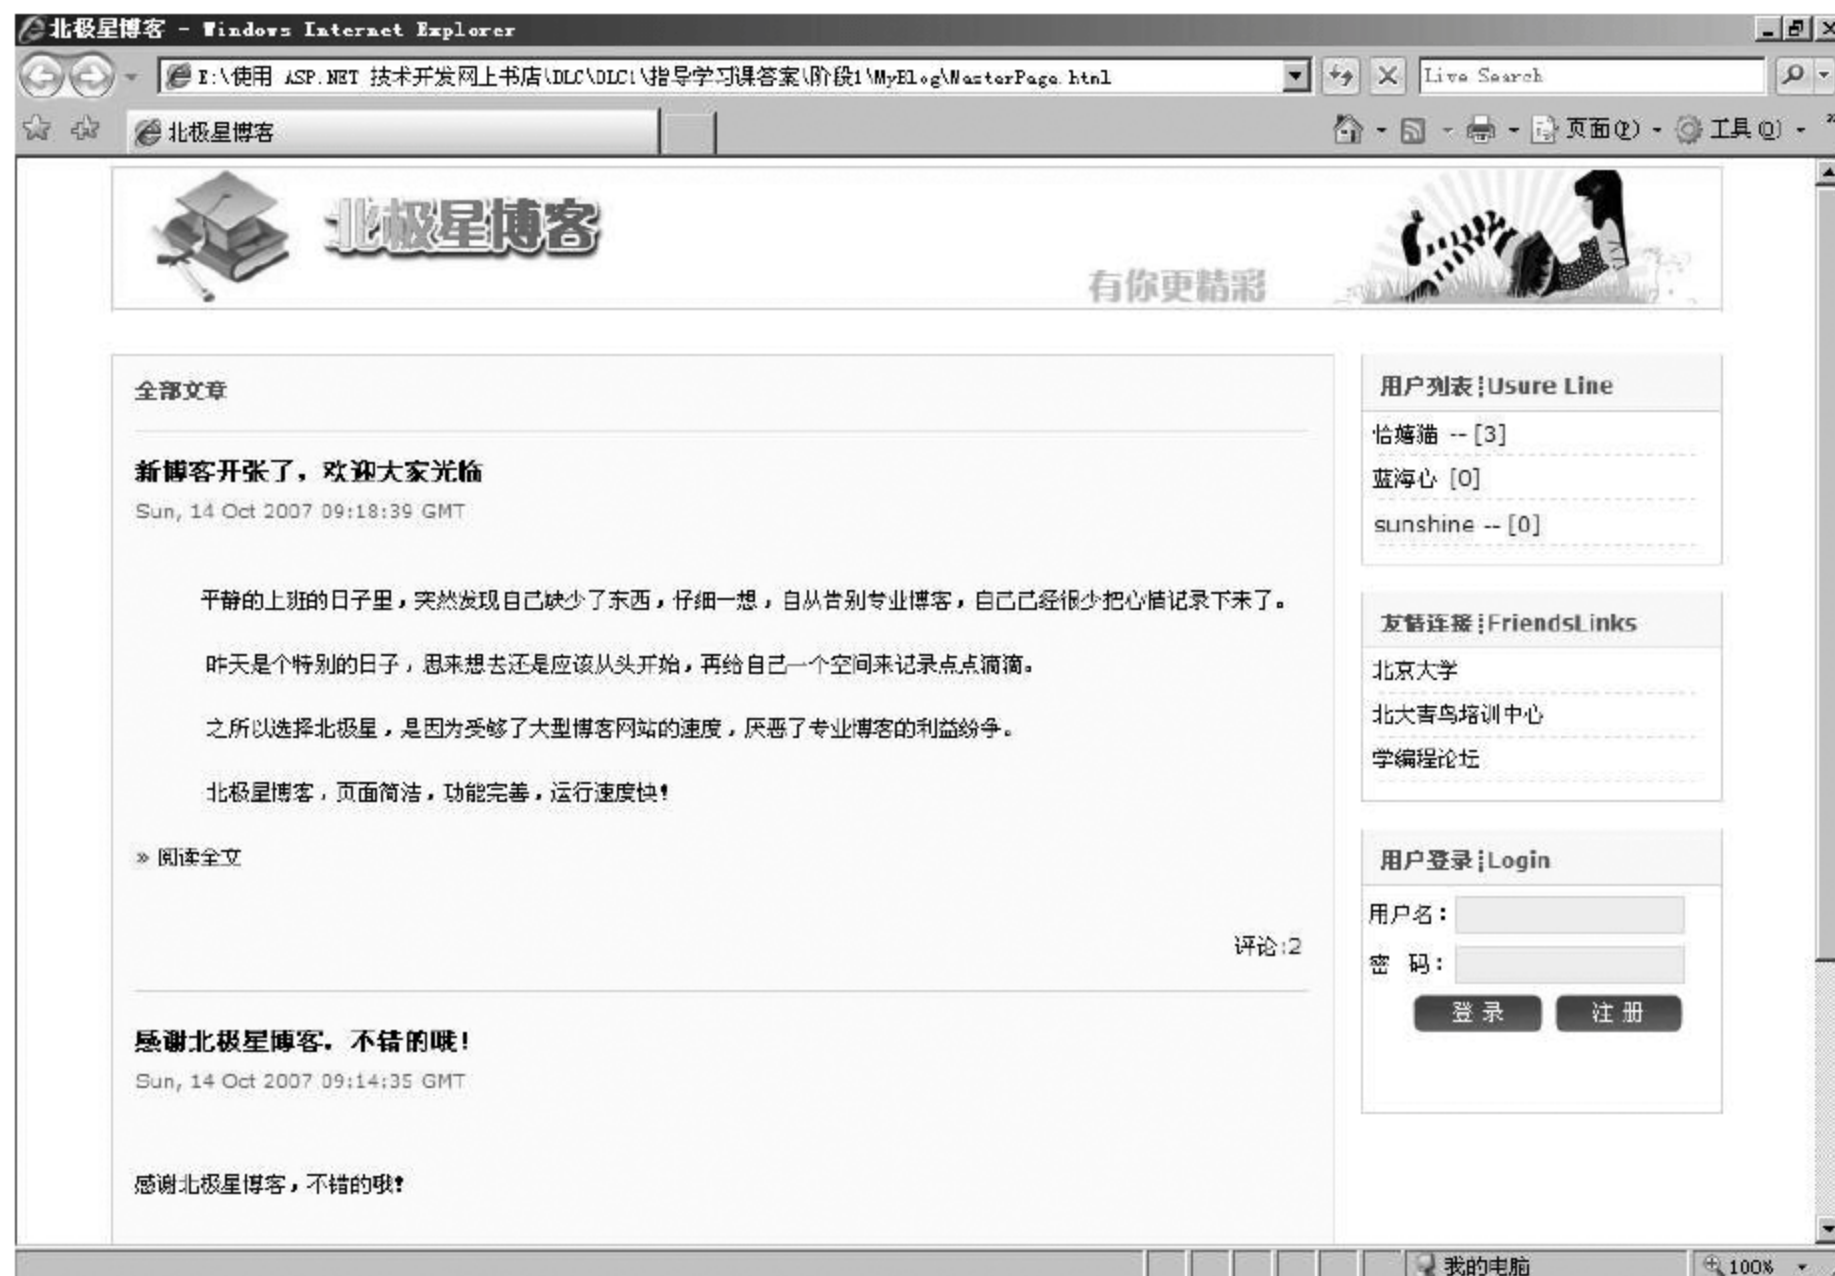 北极星博客 - Windows Internet Explorer
E:\使用 ASP.NET 技术开发网上书店\DLC\DLC1\指导学习课答案\阶段1\MyBlog\MasterPage.html
Live Search
北极星博客
页面(P)
工具(O)
北极星博客
有你更精彩
全部文章
新博客开张了，欢迎大家光临
Sun, 14 Oct 2007 09:18:39 GMT
平静的上班的日子里，突然发现自己缺少了东西，仔细一想，自从告别专业博客，自己已经很少把心情记录下来了。
昨天是个特别的日子，思来想去还是应该从头开始，再给自己一个空间来记录点点滴滴。
之所以选择北极星，是因为受够了大型博客网站的速度，厌恶了专业博客的利益纷争。
北极星博客，页面简洁，功能完善，运行速度快！
» 阅读全文
评论:2
感谢北极星博客，不错的哦！
Sun, 14 Oct 2007 09:14:35 GMT
感谢北极星博客，不错的哦！
用户列表┇Usure Line
恰嬉猫 -- [3]
蓝海心 [0]
sunshine -- [0]
友情连接┇FriendsLinks
北京大学
北大青鸟培训中心
学编程论坛
用户登录┇Login
用户名：
密 码：
登 录 注 册
我的电脑
100%